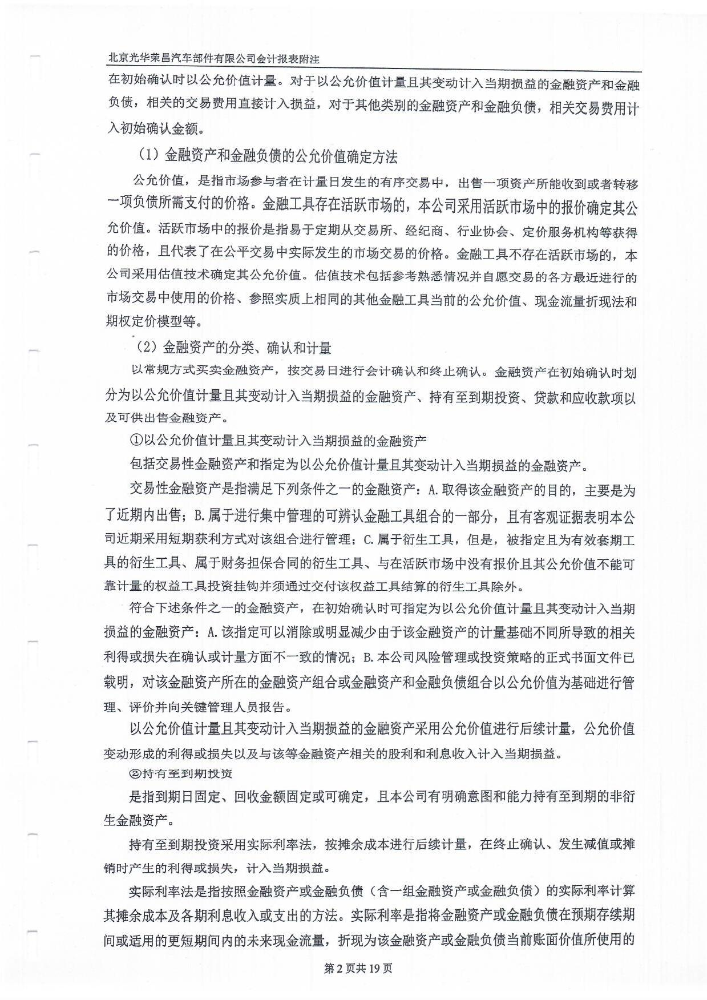 北京光华荣昌汽车部件有限公司会计报表附注
在初始确认时以公允价值计量。对于以公允价值计量且其变动计入当期损益的金融资产和金融
负债，相关的交易费用直接计入损益，对于其他类别的金融资产和金融负债，相关交易费用计
入初始确认金额。
（1）金融资产和金融负债的公允价值确定方法
公允价值，是指市场参与者在计量日发生的有序交易中，出售一项资产所能收到或者转移
一项负债所需支付的价格。金融工具存在活跃市场的，本公司采用活跃市场中的报价确定其公
允价值。活跃市场中的报价是指易于定期从交易所、经纪商、行业协会、定价服务机构等获得
的价格，且代表了在公平交易中实际发生的市场交易的价格。金融工具不存在活跃市场的，本
公司采用估值技术确定其公允价值。估值技术包括参考熟悉情况并自愿交易的各方最近进行的
市场交易中使用的价格、参照实质上相同的其他金融工具当前的公允价值、现金流量折现法和
期权定价模型等。
（2）金融资产的分类、确认和计量
以常规方式买卖金融资产，按交易日进行会计确认和终止确认。金融资产在初始确认时划
分为以公允价值计量且其变动计入当期损益的金融资产、持有至到期投资、贷款和应收款项以
及可供出售金融资产。
①以公允价值计量且其变动计入当期损益的金融资产
包括交易性金融资产和指定为以公允价值计量且其变动计入当期损益的金融资产。
交易性金融资产是指满足下列条件之一的金融资产：A.取得该金融资产的目的，主要是为
了近期内出售；B.属于进行集中管理的可辨认金融工具组合的一部分，且有客观证据表明本公
司近期采用短期获利方式对该组合进行管理；C.属于衍生工具，但是，被指定且为有效套期工
具的衍生工具、属于财务担保合同的衍生工具、与在活跃市场中没有报价且其公允价值不能可
靠计量的权益工具投资挂钩并须通过交付该权益工具结算的衍生工具除外。
符合下述条件之一的金融资产，在初始确认时可指定为以公允价值计量且其变动计入当期
损益的金融资产：A.该指定可以消除或明显减少由于该金融资产的计量基础不同所导致的相关
利得或损失在确认或计量方面不一致的情况；B.本公司风险管理或投资策略的正式书面文件已
载明，对该金融资产所在的金融资产组合或金融资产和金融负债组合以公允价值为基础进行管
理、评价并向关键管理人员报告。
以公允价值计量且其变动计入当期损益的金融资产采用公允价值进行后续计量，公允价值
变动形成的利得或损失以及与该等金融资产相关的股利和利息收入计入当期损益。
②持有至到期投资
是指到期日固定、回收金额固定或可确定，且本公司有明确意图和能力持有至到期的非衍
生金融资产。
持有至到期投资采用实际利率法，按摊余成本进行后续计量，在终止确认、发生减值或摊
销时产生的利得或损失，计入当期损益。
实际利率法是指按照金融资产或金融负债（含一组金融资产或金融负债）的实际利率计算
其摊余成本及各期利息收入或支出的方法。实际利率是指将金融资产或金融负债在预期存续期
间或适用的更短期间内的未来现金流量，折现为该金融资产或金融负债当前账面价值所使用的
第 2 页共 19 页